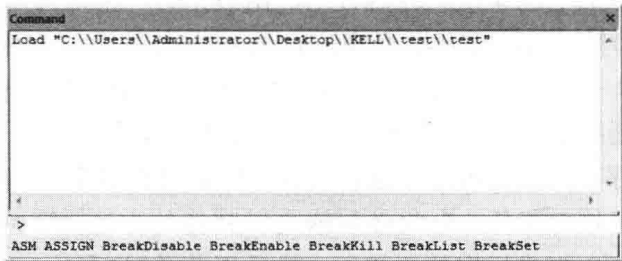 Command
Load "C:\\Users\\Administrator\\Desktop\\KELL\\test\\test"
>
ASM ASSIGN BreakDisable BreakEnable BreakKill BreakList BreakSet